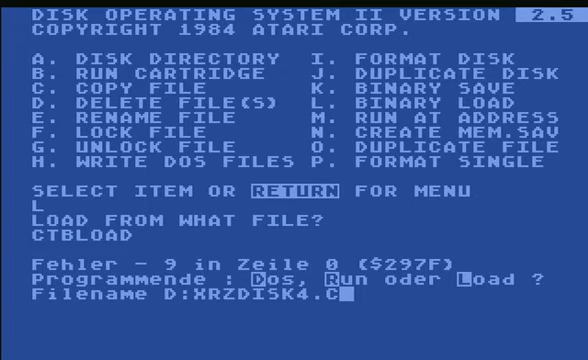 DISK OPERATING SYSTEM II VERSION 2.5
COPYRIGHT 1984 ATARI CORP.
A. DISK DIRECTORY I. FORMAT DISK
B. RUN CARTRIDGE J. DUPLICATE DISK
C. COPY FILE K. BINARY SAVE
D. DELETE FILE(S) L. BINARY LOAD
E. RENAME FILE M. RUN AT ADDRESS
F. LOCK FILE N. CREATE MEM.SAV
G. UNLOCK FILE O. DUPLICATE FILE
H. WRITE DOS FILES P. FORMAT SINGLE
SELECT ITEM OR RETURN FOR MENU
L
LOAD FROM WHAT FILE?
CTBLOAD
Fehler - 9 in Zeile 0 ($297F)
Programmende : Dos, Run oder Load ?
Filename D:XRZDISK4.C